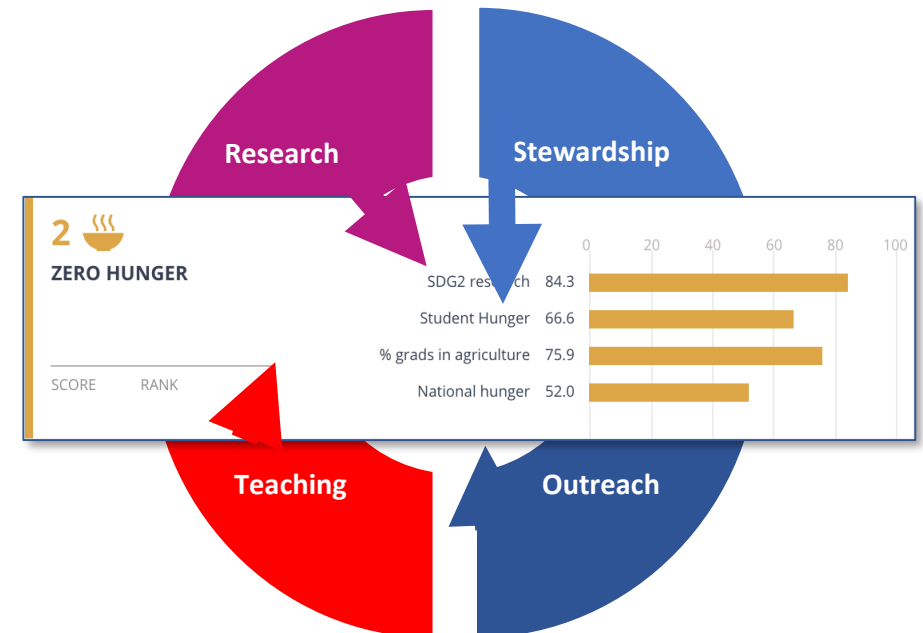 Research
Stewardship
2
ZERO HUNGER
0 20 40 60 80 100
SDG2 research 84.3
Student Hunger 66.6
% grads in agriculture 75.9
National hunger 52.0
SCORE RANK
Teaching
Outreach